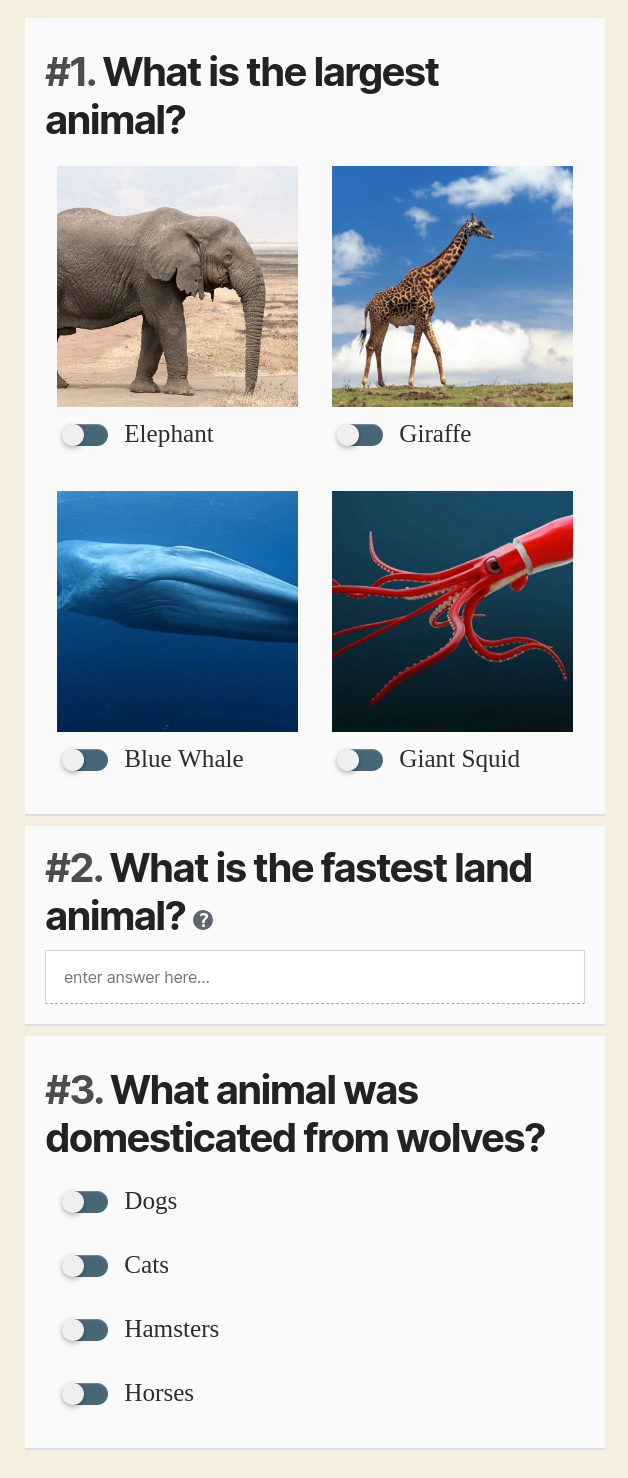 #1. What is the largest
animal?
Elephant
Giraffe
Blue Whale
Giant Squid
#2. What is the fastest land
animal? ?
enter answer here...
#3. What animal was
domesticated from wolves?
Dogs
Cats
Hamsters
Horses